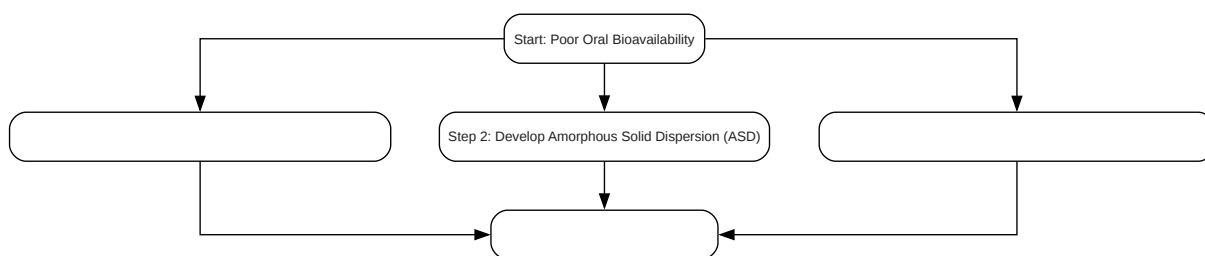 Start: Poor Oral Bioavailability
Step 2: Develop Amorphous Solid Dispersion (ASD)